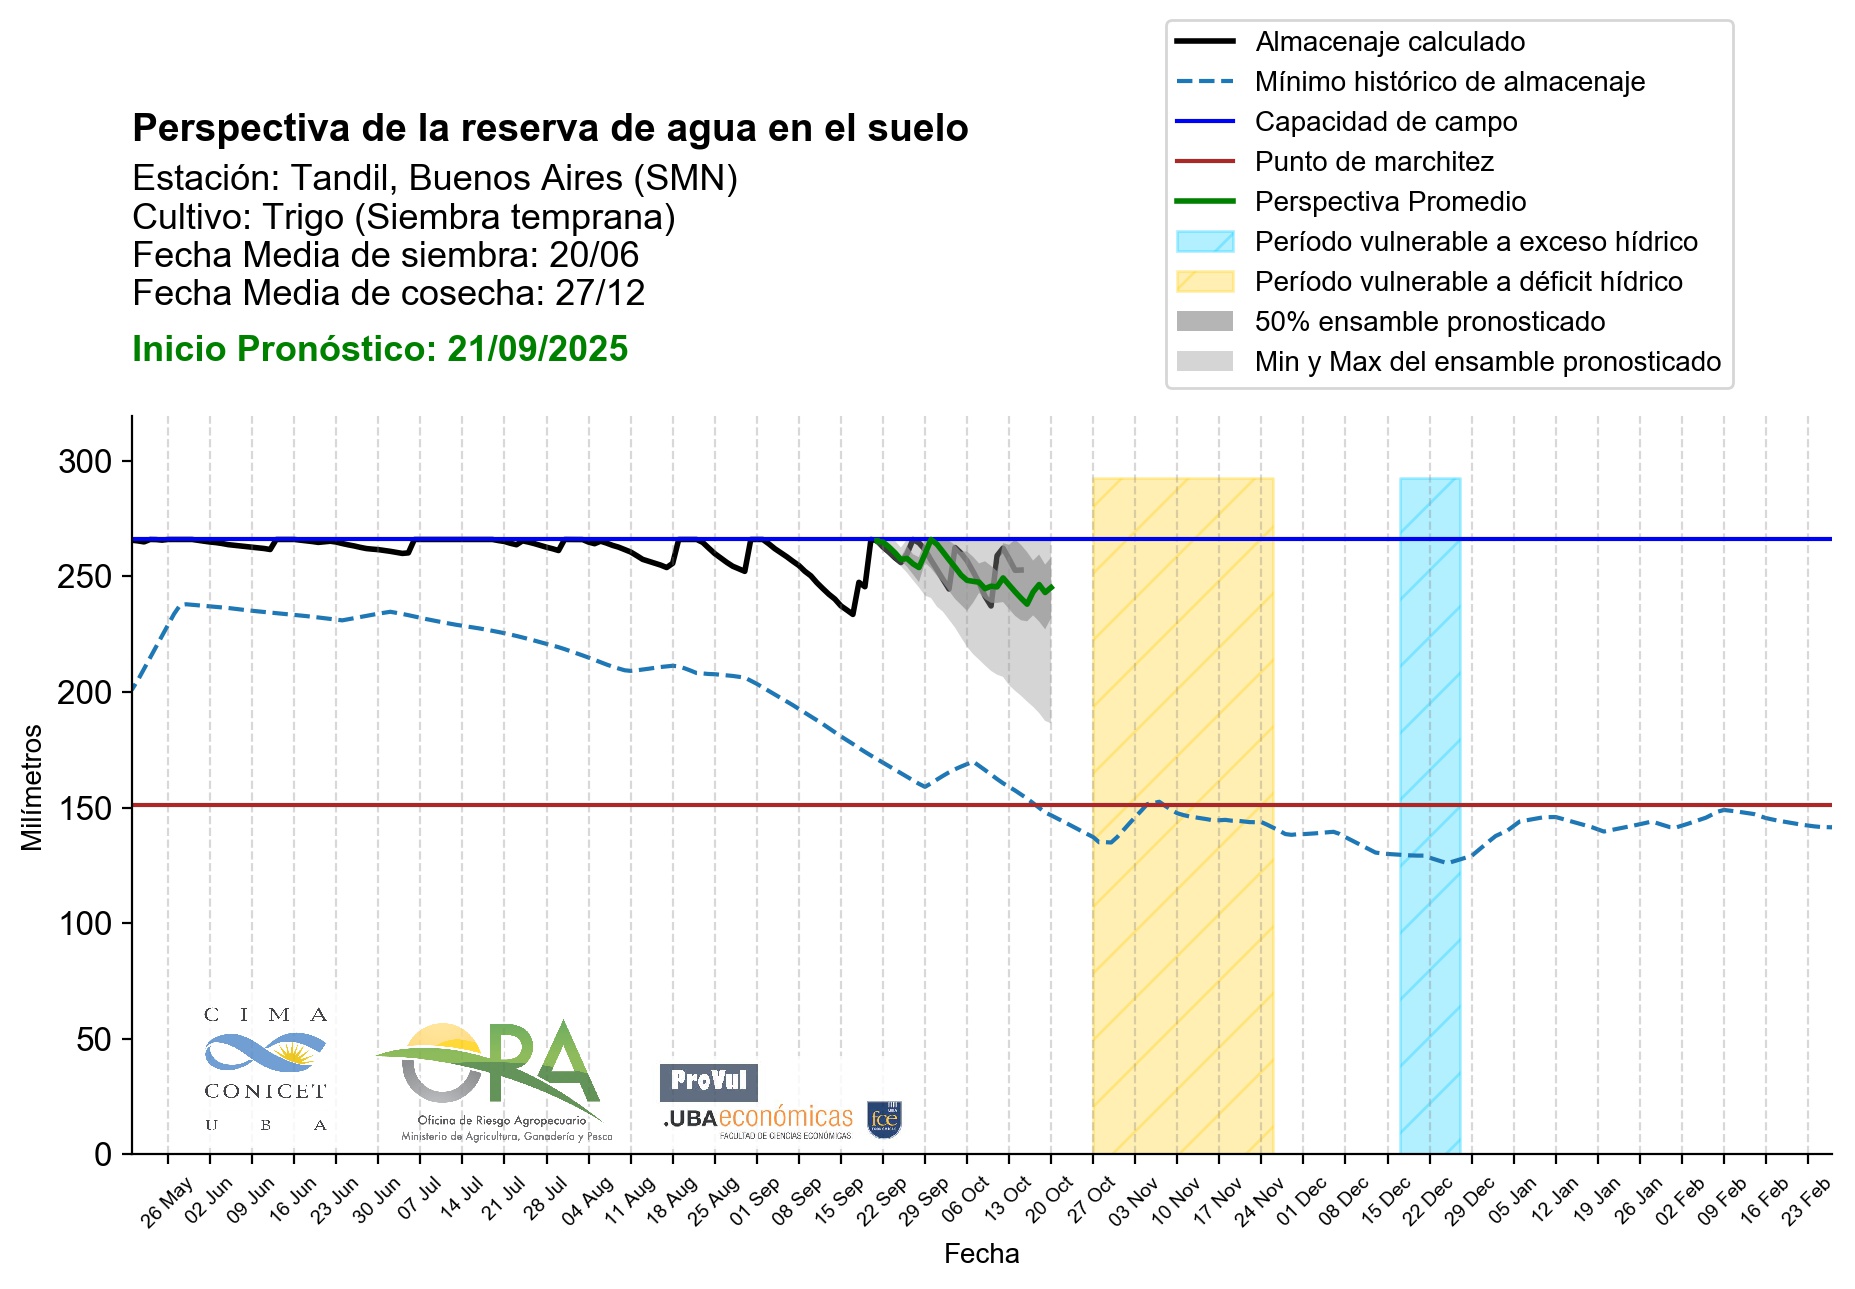 Almacenaje calculado
Mínimo histórico de almacenaje
Capacidad de campo
Punto de marchitez
Perspectiva Promedio
Período vulnerable a exceso hídrico
Período vulnerable a déficit hídrico
50% ensamble pronosticado
Min y Max del ensamble pronosticado
Perspectiva de la reserva de agua en el suelo
Estación: Tandil, Buenos Aires (SMN)
Cultivo: Trigo (Siembra temprana)
Fecha Media de siembra: 20/06
Fecha Media de cosecha: 27/12
Inicio Pronóstico: 21/09/2025
300
250
200
150
100
50
0
Milímetros
CIMA
CONICET
UBA
ORA
Oficina de Riesgo Agropecuario
Ministerio de Agricultura, Ganadería y Pesca
ProVul
.UBAeconómicas
FACULTAD DE CIENCIAS ECONÓMICAS
fce
26 May
02 Jun
09 Jun
16 Jun
23 Jun
30 Jun
07 Jul
14 Jul
21 Jul
28 Jul
04 Aug
11 Aug
18 Aug
25 Aug
01 Sep
08 Sep
15 Sep
22 Sep
29 Sep
06 Oct
13 Oct
20 Oct
27 Oct
03 Nov
10 Nov
17 Nov
24 Nov
01 Dec
08 Dec
15 Dec
22 Dec
29 Dec
05 Jan
12 Jan
19 Jan
26 Jan
02 Feb
09 Feb
16 Feb
23 Feb
Fecha